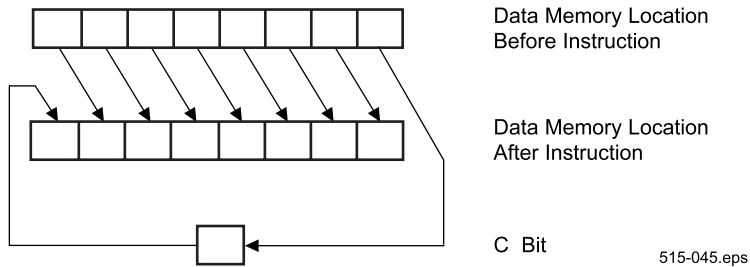 Data Memory Location
Before Instruction
Data Memory Location
After Instruction
C Bit
515-045.eps